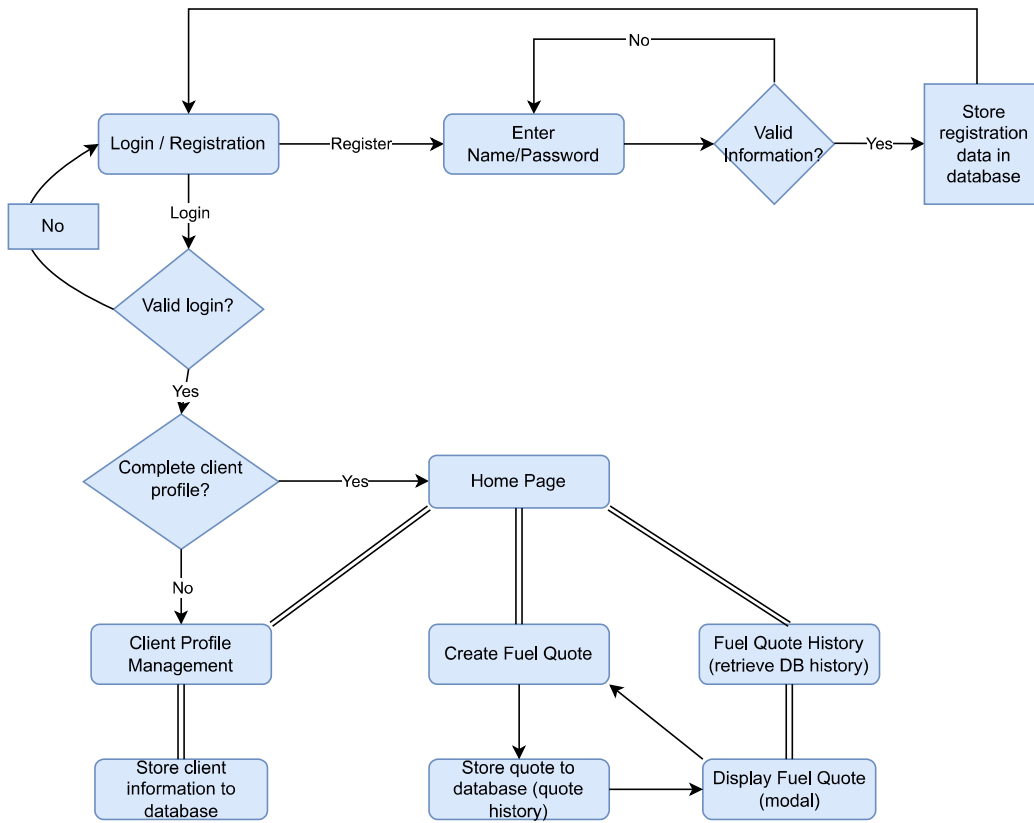 No
Login / Registration
Register
Enter
Name/Password
Valid
Information?
Yes
Store
registration
data in
database
No
Login
Valid login?
Yes
Complete client
profile?
Yes
Home Page
No
Client Profile
Management
Create Fuel Quote
Fuel Quote History
(retrieve DB history)
Store client
information to
database
Store quote to
database (quote
history)
Display Fuel Quote
(modal)